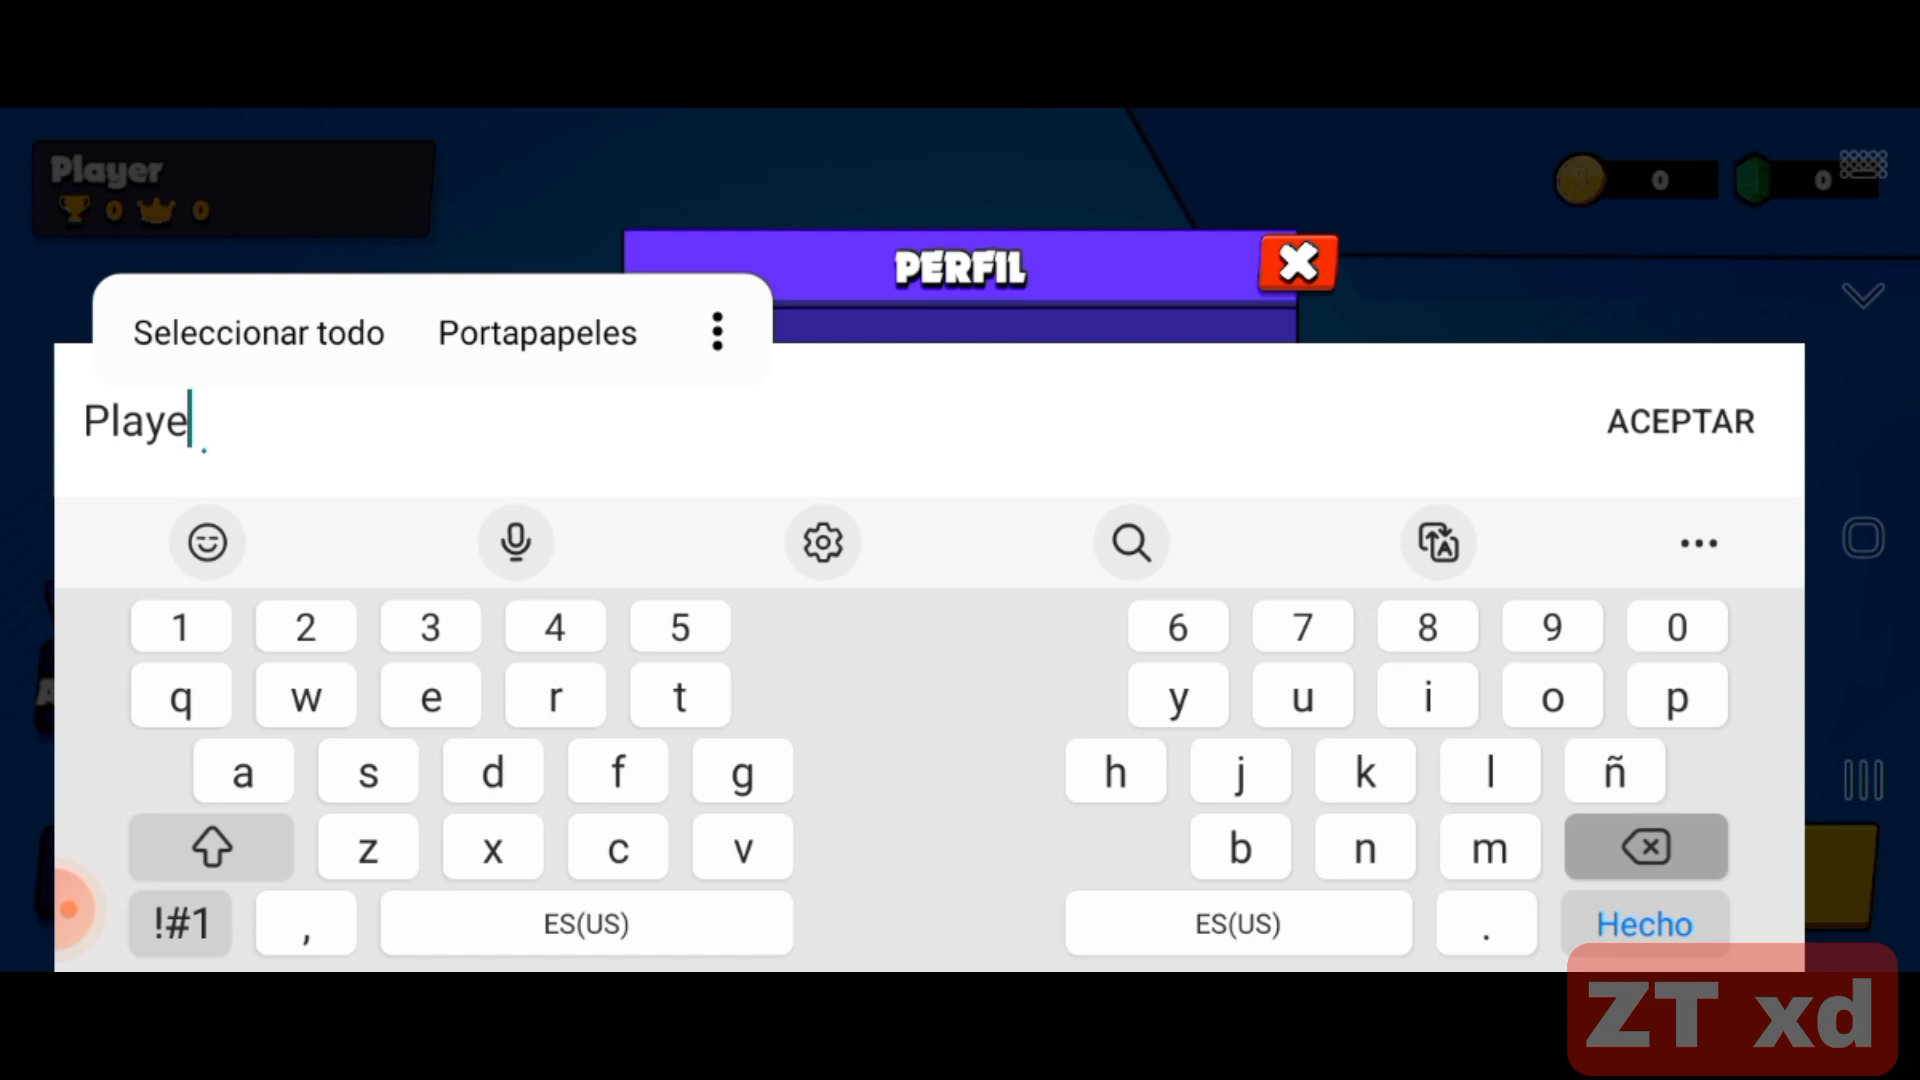 Player
0 0
0 0
PERFIL
Seleccionar todo Portapapeles
Playe
ACEPTAR
1 2 3 4 5 6 7 8 9 0
q w e r t y u i o p
a s d f g h j k l ñ
z x c v b n m
!#1 , ES(US) ES(US) . Hecho
ZT xd